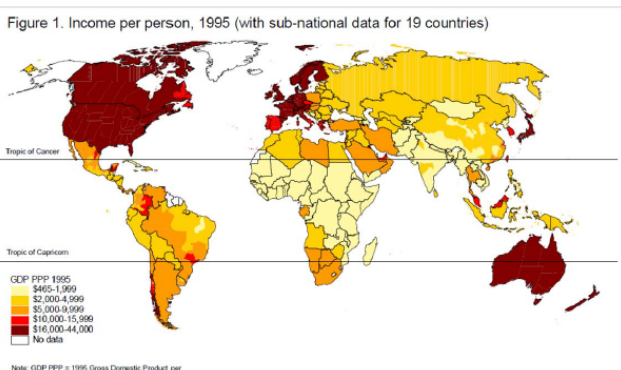 Figure 1. Income per person, 1995 (with sub-national data for 19 countries)
Tropic of Cancer
Tropic of Capricorn
GDP PPP 1995
$465-1,999
$2,000-4,999
$5,000-9,999
$10,000-15,999
$16,000-44,000
No data
Note: GDP PPP = 1995 Gross Domestic Product per